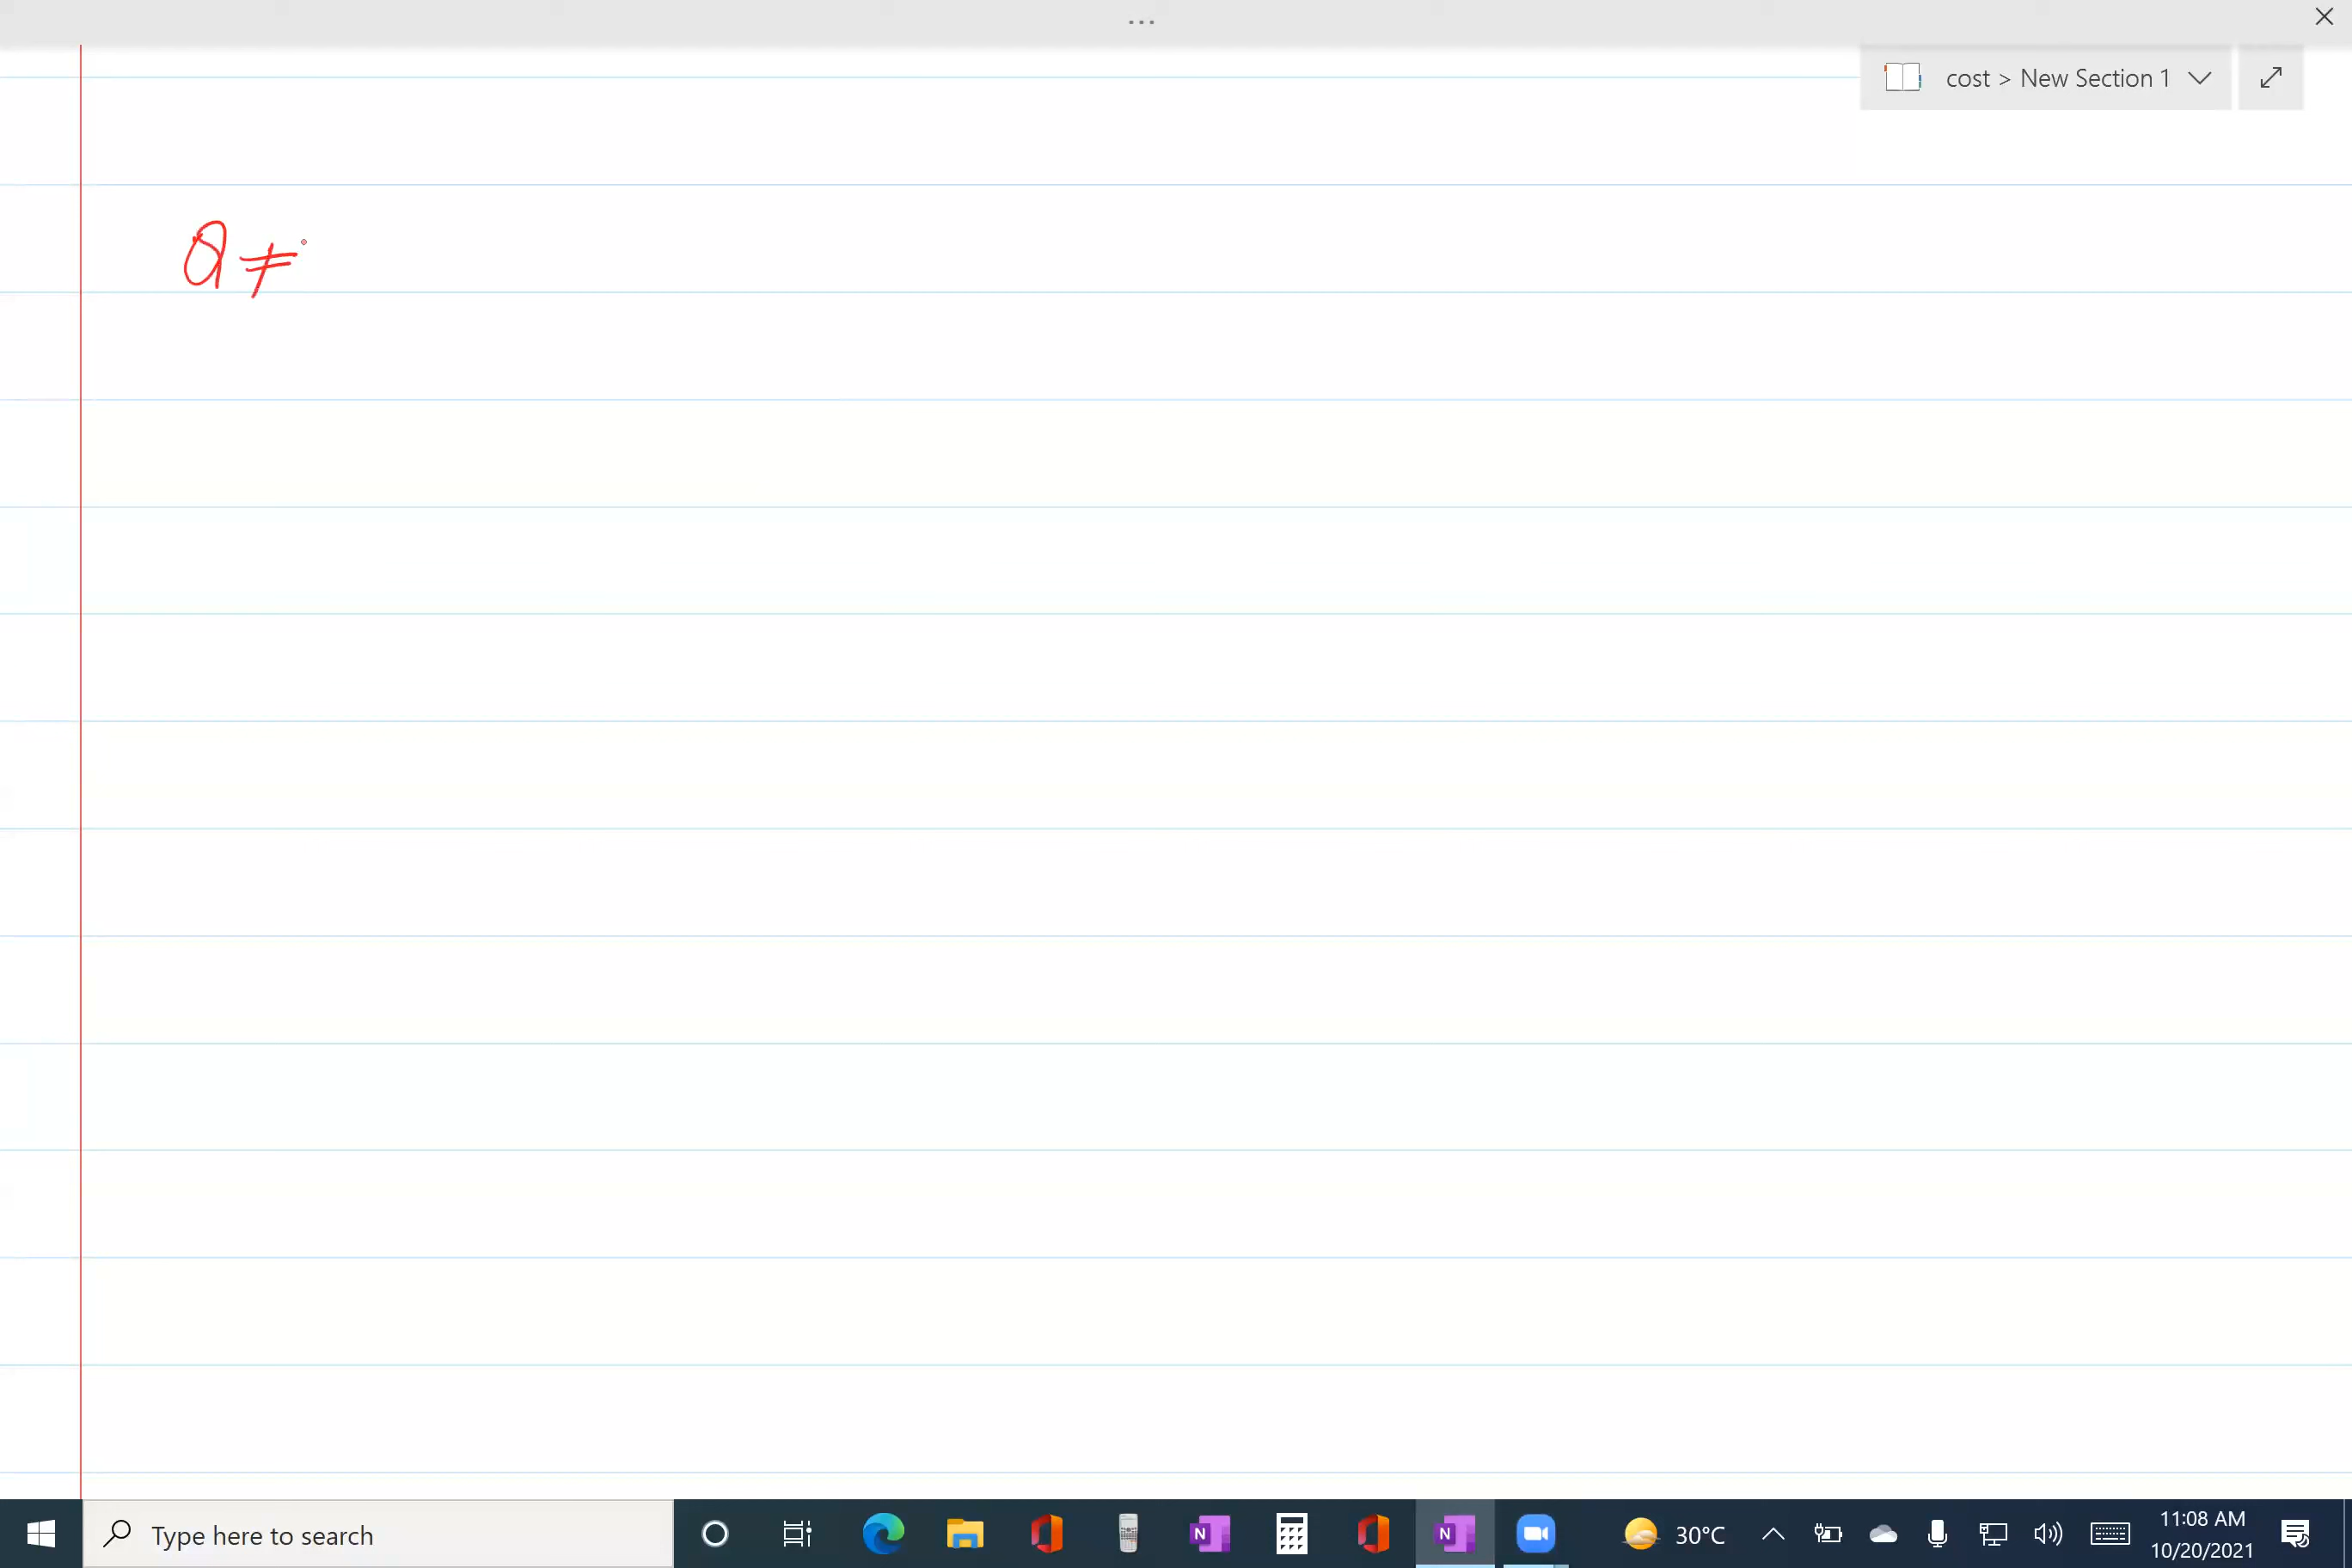 cost > New Section 1
Q ≠
Type here to search
30°C
11:08 AM
10/20/2021